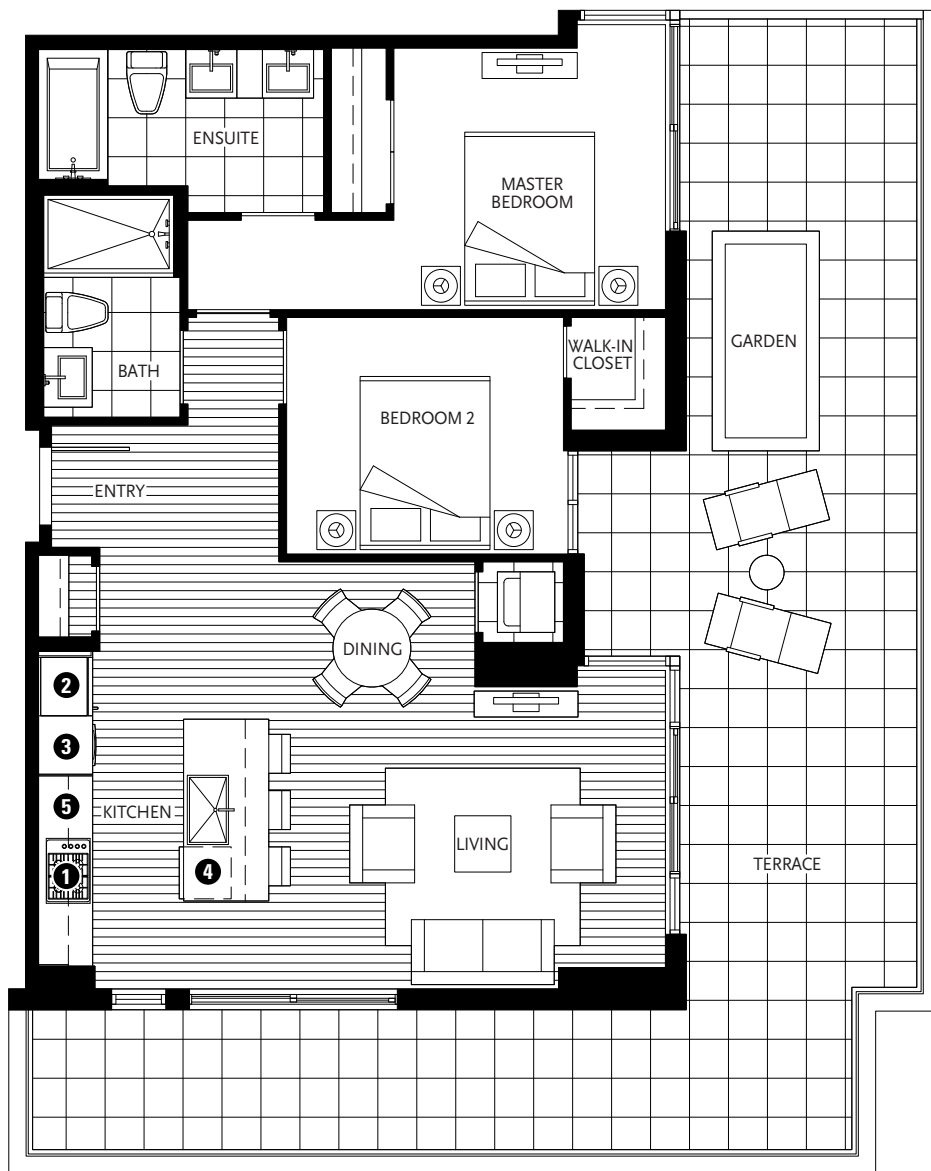 ENSUITE
MASTER
BEDROOM
GARDEN
WALK-IN
CLOSET
BATH
BEDROOM 2
ENTRY
DINING
2
3
5
KITCHEN
LIVING
TERRACE
4
1